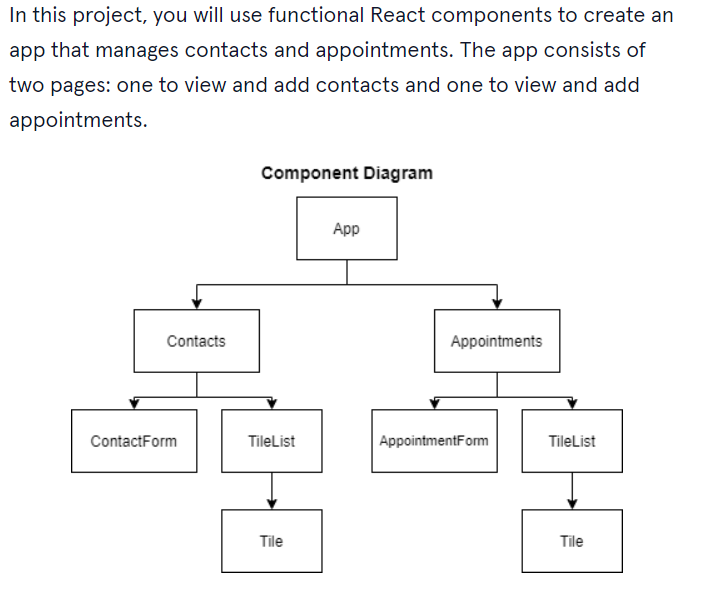 In this project, you will use functional React components to create an
app that manages contacts and appointments. The app consists of
two pages: one to view and add contacts and one to view and add
appointments.
Component Diagram
App
Contacts
Appointments
ContactForm
TileList
AppointmentForm
TileList
Tile
Tile